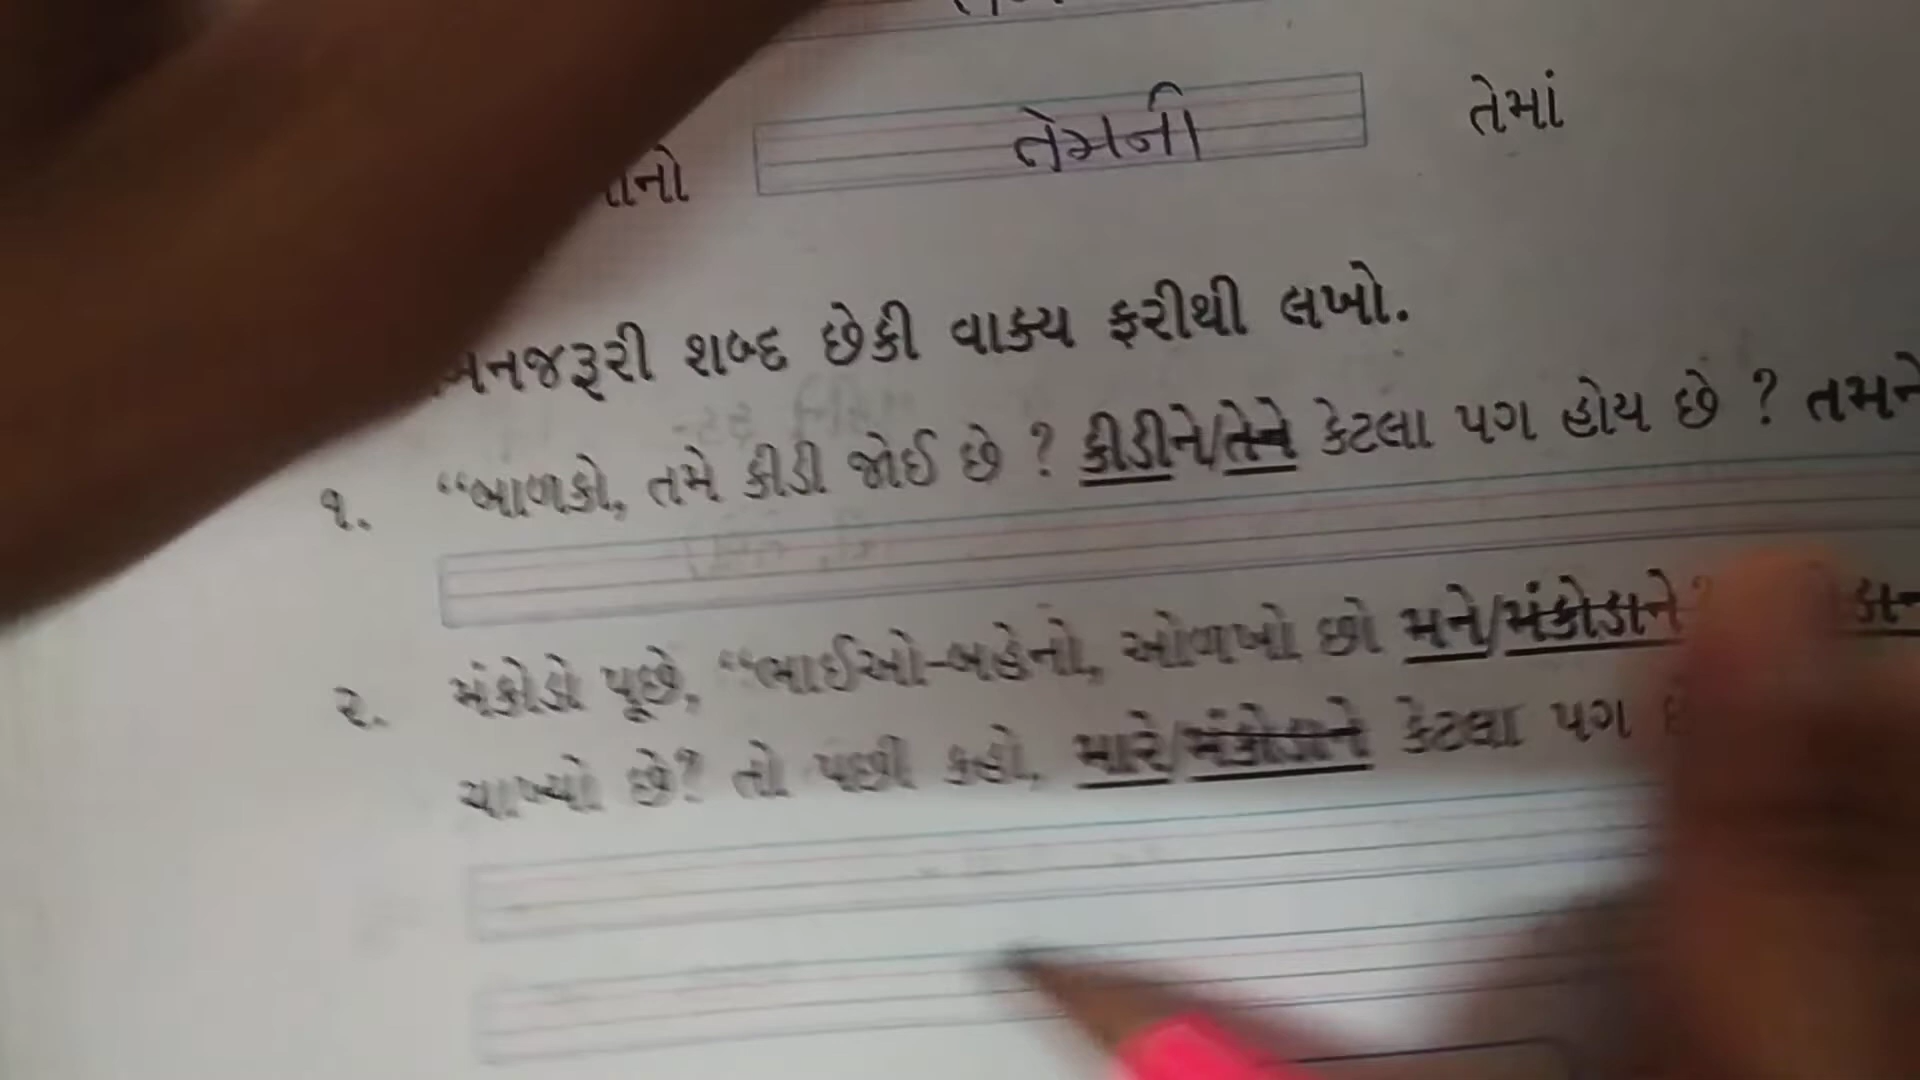 તેમની તેમાં
શબ્દ છેકી વાક્ય ફરીથી લખો.
૧. “બાળકો, તમે કીડી જોઈ છે ? કીડીને/તેને કેટલા પગ હોય છે ? તમને
૨. મંકોડો પૂછે, “ભાઈઓ-બહેનો, ઓળખો છો મને/મંકોડાને?
ચાખ્યો છે? તો પછી કહો, મારે/મંકોડાને કેટલા પગ